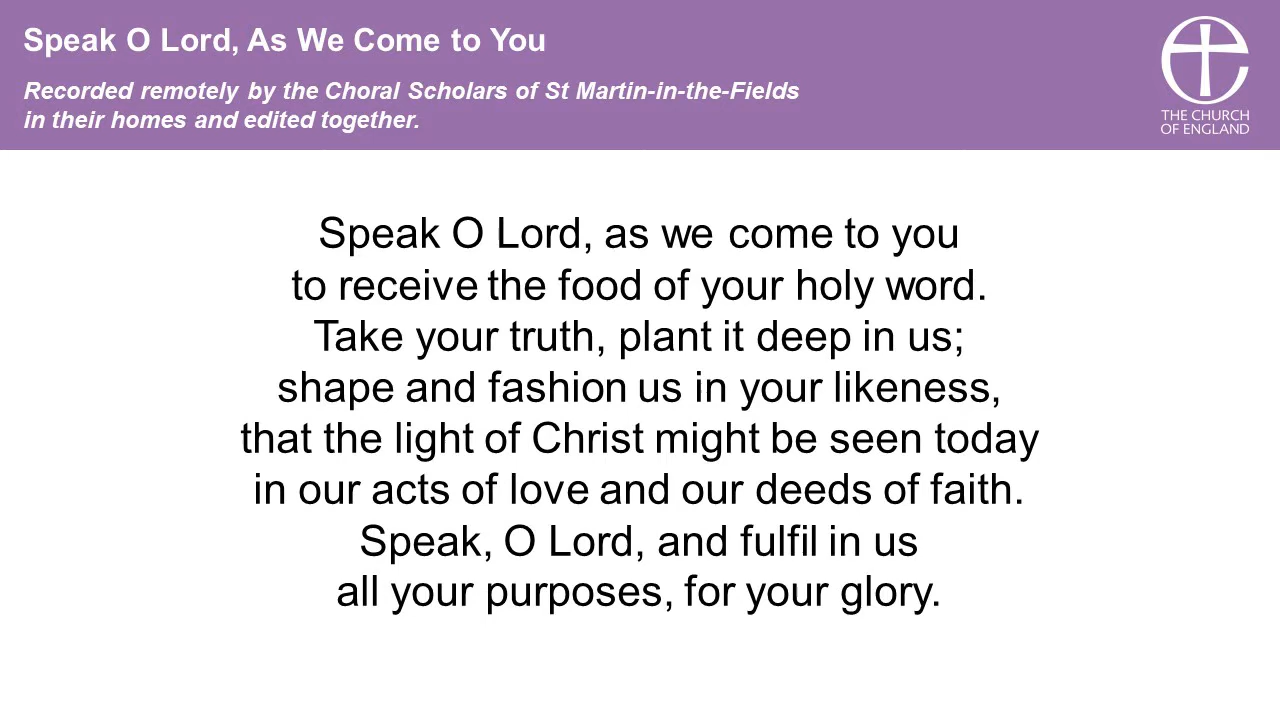 Speak O Lord, As We Come to You
Recorded remotely by the Choral Scholars of St Martin-in-the-Fields
in their homes and edited together.
THE CHURCH
OF ENGLAND
Speak O Lord, as we come to you
to receive the food of your holy word.
Take your truth, plant it deep in us;
shape and fashion us in your likeness,
that the light of Christ might be seen today
in our acts of love and our deeds of faith.
Speak, O Lord, and fulfil in us
all your purposes, for your glory.